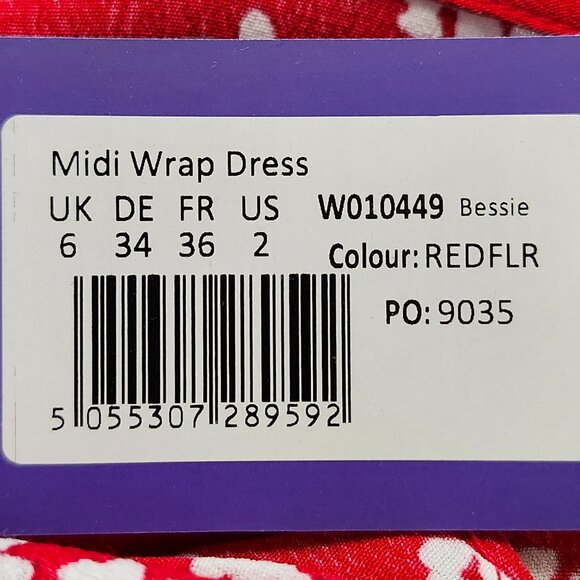 Midi Wrap Dress
UK DE FR US W010449 Bessie
6 34 36 2 Colour: REDFLR
PO: 9035
5 055307 289592